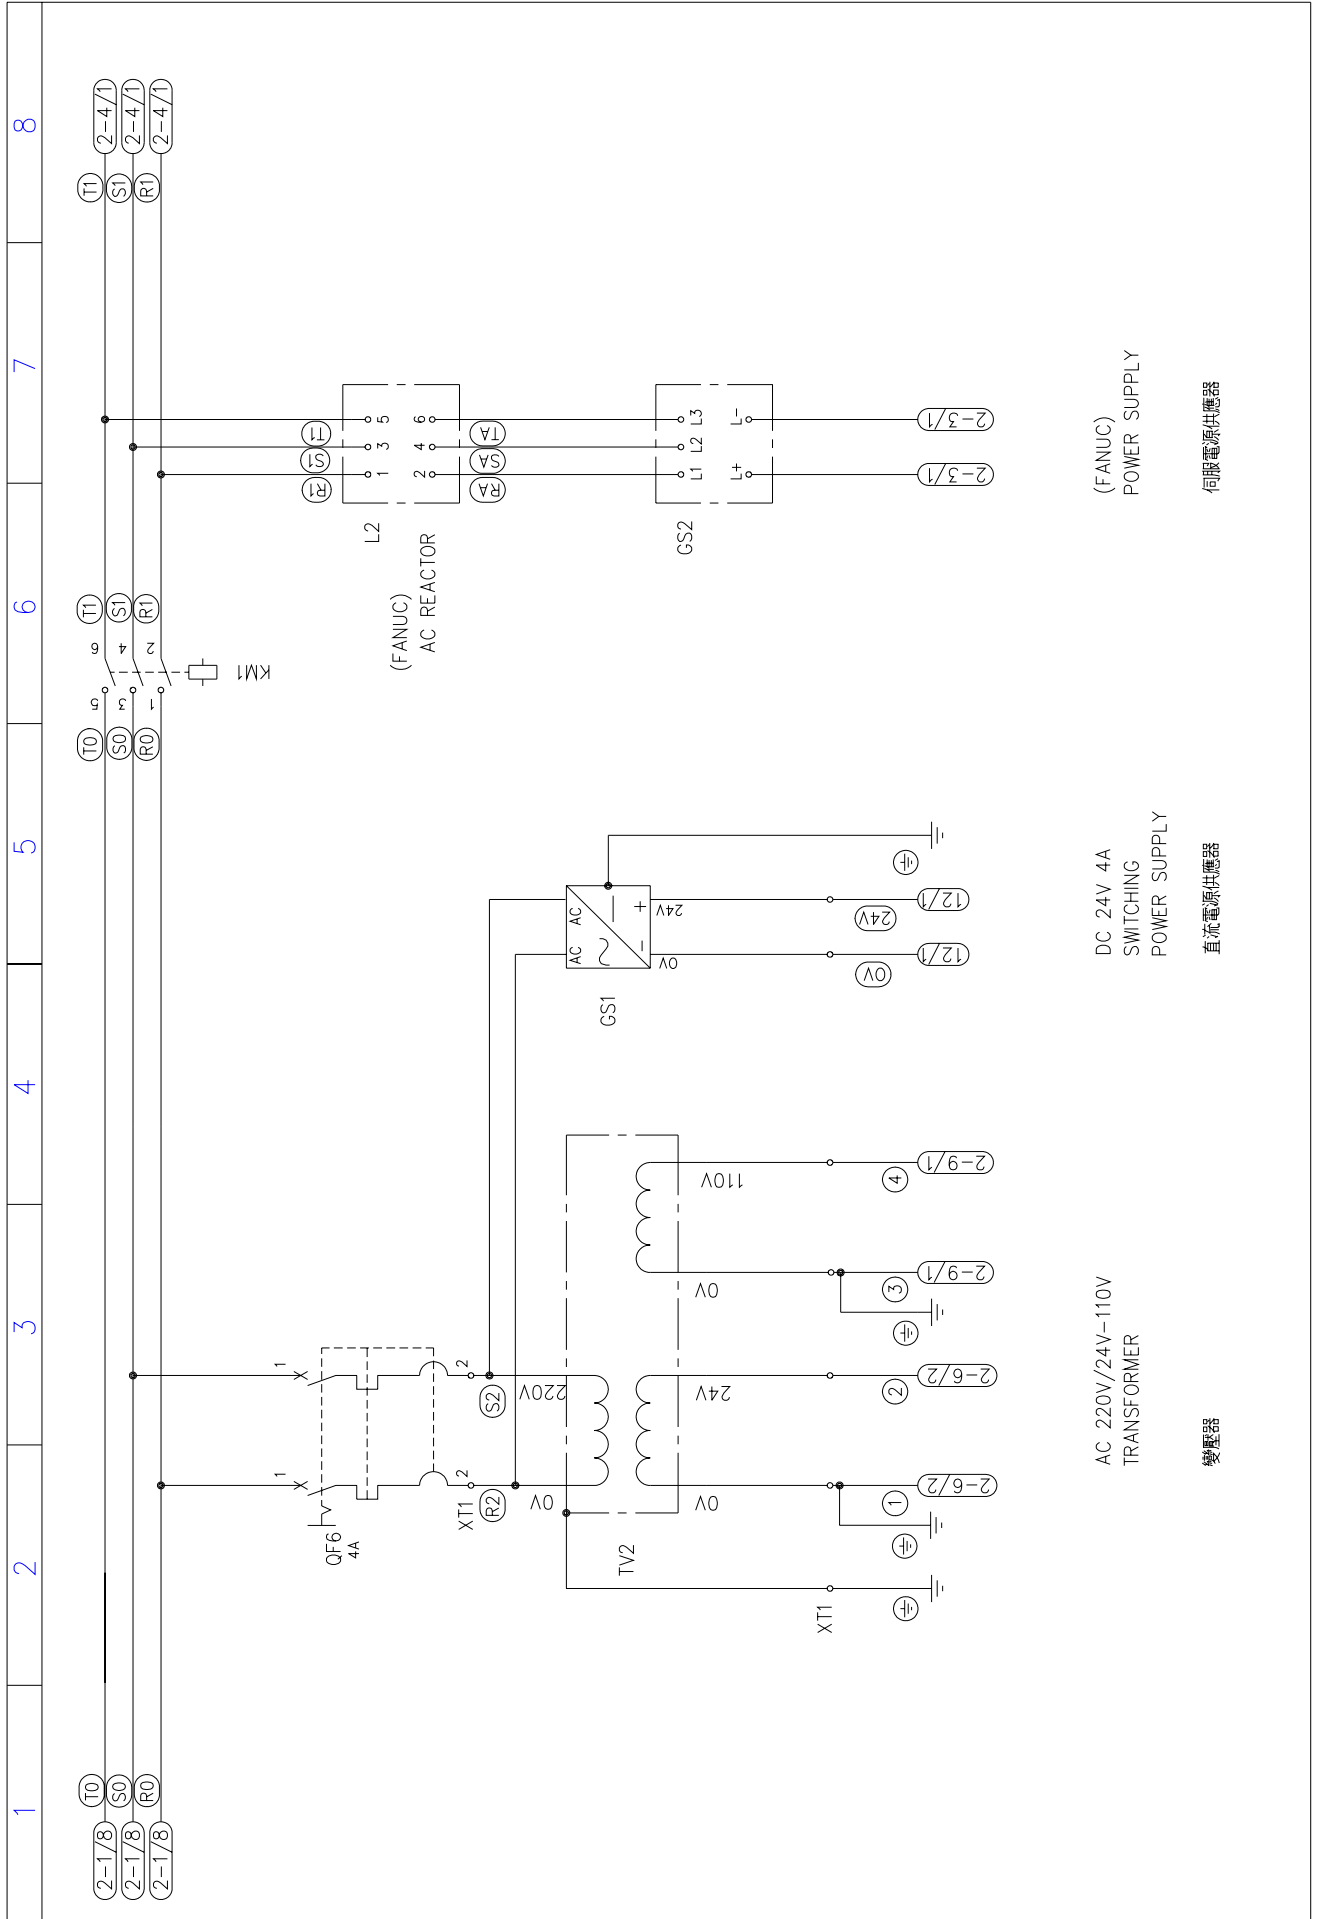 1 2 3 4 5 6 7 8
2-1/8 T0 T0 5 6 T1 T1 2-4/1
2-1/8 S0 S0 3 4 S1 S1 2-4/1
2-1/8 R0 R0 1 2 R1 R1 2-4/1
KM1
QF6
4A
1 1
2 2
XT1
R2 S2
0V 220V
TV2
0V 24V 0V 110V
XT1
1 2 3 4
2-6/2 2-6/2 2-9/1 2-9/1
AC 220V/24V-110V
TRANSFORMER
變壓器
GS1
AC AC
- +
0V 24V
0V 24V
12/1 12/1
DC 24V 4A
SWITCHING
POWER SUPPLY
直流電源供應器
R1 S1 T1
L2
1 3 5
2 4 6
(FANUC)
AC REACTOR
RA SA TA
GS2
L1 L2 L3
L+ L-
2-3/1 2-3/1
(FANUC)
POWER SUPPLY
伺服電源供應器